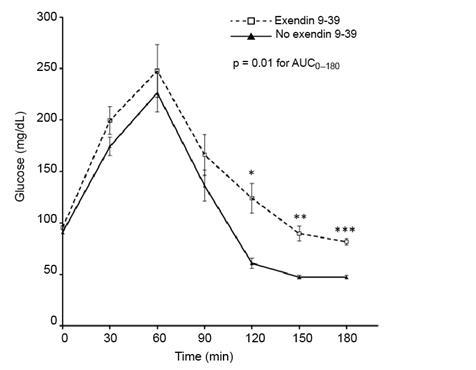 Exendin 9-39
No exendin 9-39
p = 0.01 for AUC0–180
Glucose (mg/dL)
300
250
200
150
100
50
0
*
**
***
0 30 60 90 120 150 180
Time (min)